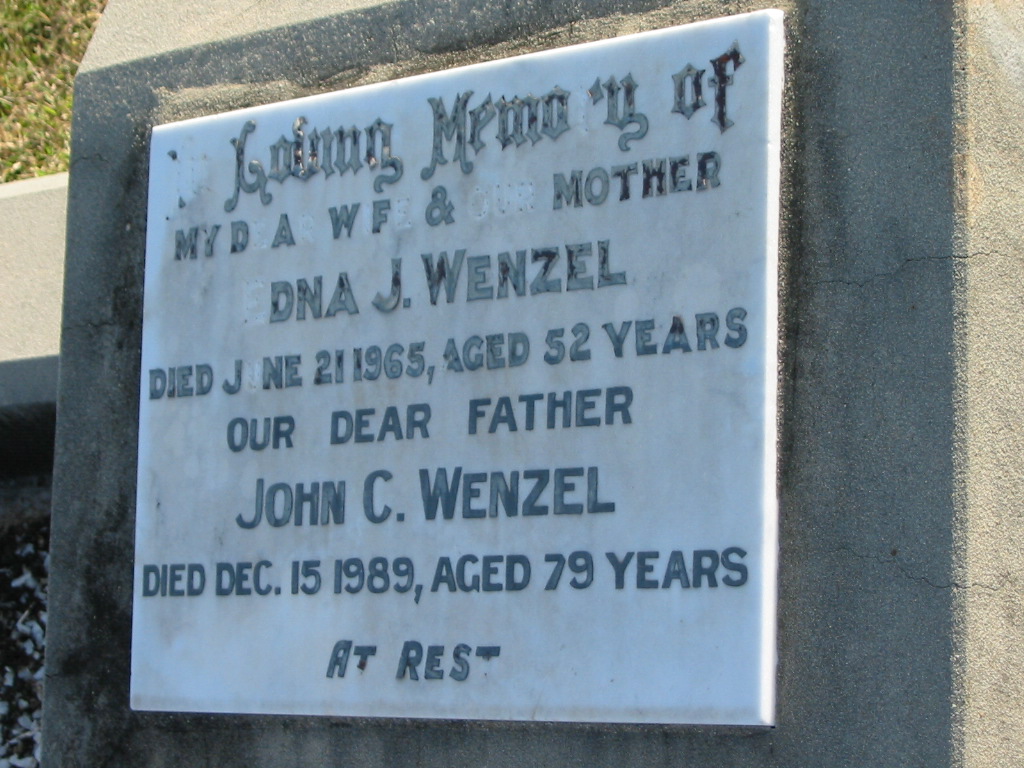 In Loving Memory of
MY DEAR WIFE & OUR MOTHER
EDNA J. WENZEL
DIED JUNE 21 1965, AGED 52 YEARS
OUR DEAR FATHER
JOHN C. WENZEL
DIED DEC. 15 1989, AGED 79 YEARS
AT REST